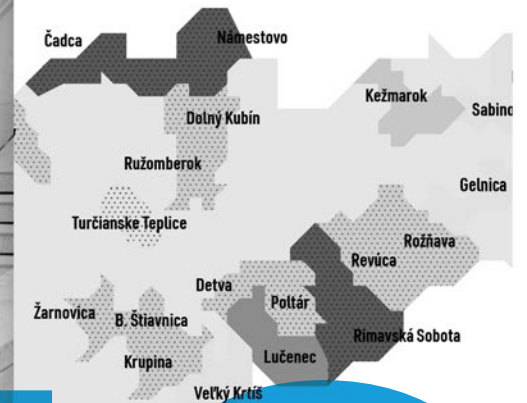 Čadca
Námestovo
Kežmarok
Sabino
Dolný Kubín
Ružomberok
Gelnica
Turčianske Teplice
Rožňava
Revúca
Detva
Poltár
Žarnovica
B. Štiavnica
Rimavská Sobota
Lučenec
Krupina
Veľký Krtíš